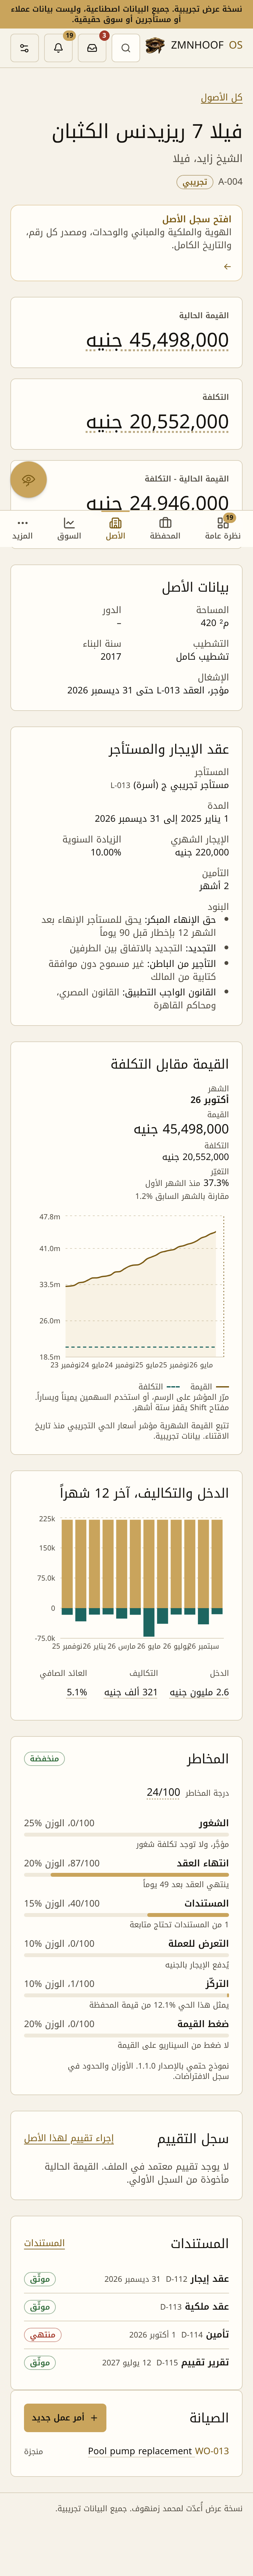 نسخة عرض تجريبية. جميع البيانات اصطناعية، وليست بيانات عملاء
أو مستأجرين أو سوق حقيقية.
ZMNHOOF OS
3
19
كل الأصول
فيلا 7 ريزيدنس الكثبان
الشيخ زايد، فيلا
A-004 تجريبي
افتح سجل الأصل
الهوية والملكية والمباني والوحدات، ومصدر كل رقم،
والتاريخ الكامل.
←
القيمة الحالية
45,498,000 جنيه
التكلفة
20,552,000 جنيه
القيمة الحالية - التكلفة
24,946,000 جنيه
19
نظرة عامة
المحفظة
الأصل
السوق
المزيد
بيانات الأصل
المساحة
420 م²
الدور
–
التشطيب
تشطيب كامل
سنة البناء
2017
الإشغال
مؤجر، العقد L-013 حتى 31 ديسمبر 2026
عقد الإيجار والمستأجر
المستأجر
مستأجر تجريبي ج (أسرة) L-013
المدة
1 يناير 2025 إلى 31 ديسمبر 2026
الإيجار الشهري
220,000 جنيه
الزيادة السنوية
10.00%
التأمين
2 أشهر
البنود
حق الإنهاء المبكر: يحق للمستأجر الإنهاء بعد
الشهر 12 بإخطار قبل 90 يوماً
التجديد: التجديد بالاتفاق بين الطرفين
التأجير من الباطن: غير مسموح دون موافقة
كتابية من المالك
القانون الواجب التطبيق: القانون المصري،
ومحاكم القاهرة
القيمة مقابل التكلفة
الشهر
أكتوبر 26
القيمة
45,498,000 جنيه
التكلفة
20,552,000 جنيه
التغيّر
37.3% منذ الشهر الأول
1.2% مقارنة بالشهر السابق
47.8m
41.0m
33.5m
26.0m
18.5m
نوفمبر 23
مايو 24
نوفمبر 24
مايو 25
نوفمبر 25
مايو 26
القيمة
التكلفة
مرّر المؤشر على الرسم، أو استخدم السهمين يميناً ويساراً.
مفتاح Shift يقفز ستة أشهر.
تتبع القيمة الشهرية مؤشر أسعار الحي التجريبي منذ تاريخ
الاقتناء. بيانات تجريبية.
الدخل والتكاليف، آخر 12 شهراً
225k
150k
75.0k
0
-75.0k
نوفمبر 25
يناير 26
مارس 26
مايو 26
يوليو 26
سبتمبر 26
الدخل
2.6 مليون جنيه
التكاليف
321 ألف جنيه
العائد الصافي
5.1%
المخاطر
منخفضة
درجة المخاطر 24/100
الشغور
0/100، الوزن 25%
مؤجّر، ولا توجد تكلفة شغور
انتهاء العقد
87/100، الوزن 20%
ينتهي العقد بعد 49 يوماً
المستندات
40/100، الوزن 15%
1 من المستندات تحتاج متابعة
التعرض للعملة
0/100، الوزن 10%
يُدفع الإيجار بالجنيه
التركّز
1/100، الوزن 10%
يمثل هذا الحي 12.1% من قيمة المحفظة
ضغط القيمة
0/100، الوزن 20%
لا ضغط من السيناريو على القيمة
نموذج حتمي بالإصدار 1.1.0. الأوزان والحدود في
سجل الافتراضات.
سجل التقييم
إجراء تقييم لهذا الأصل
لا يوجد تقييم معتمد في الملف. القيمة الحالية
مأخوذة من السجل الأولي.
المستندات
المستندات
عقد إيجار D-112 31 ديسمبر 2026
موثّق
عقد ملكية D-113
موثّق
تأمين D-114 1 أكتوبر 2026
منتهي
تقرير تقييم D-115 12 يوليو 2027
موثّق
الصيانة
+ أمر عمل جديد
WO-013 Pool pump replacement
منجزة
نسخة عرض أُعدّت لمحمد زمنهوف. جميع البيانات تجريبية.